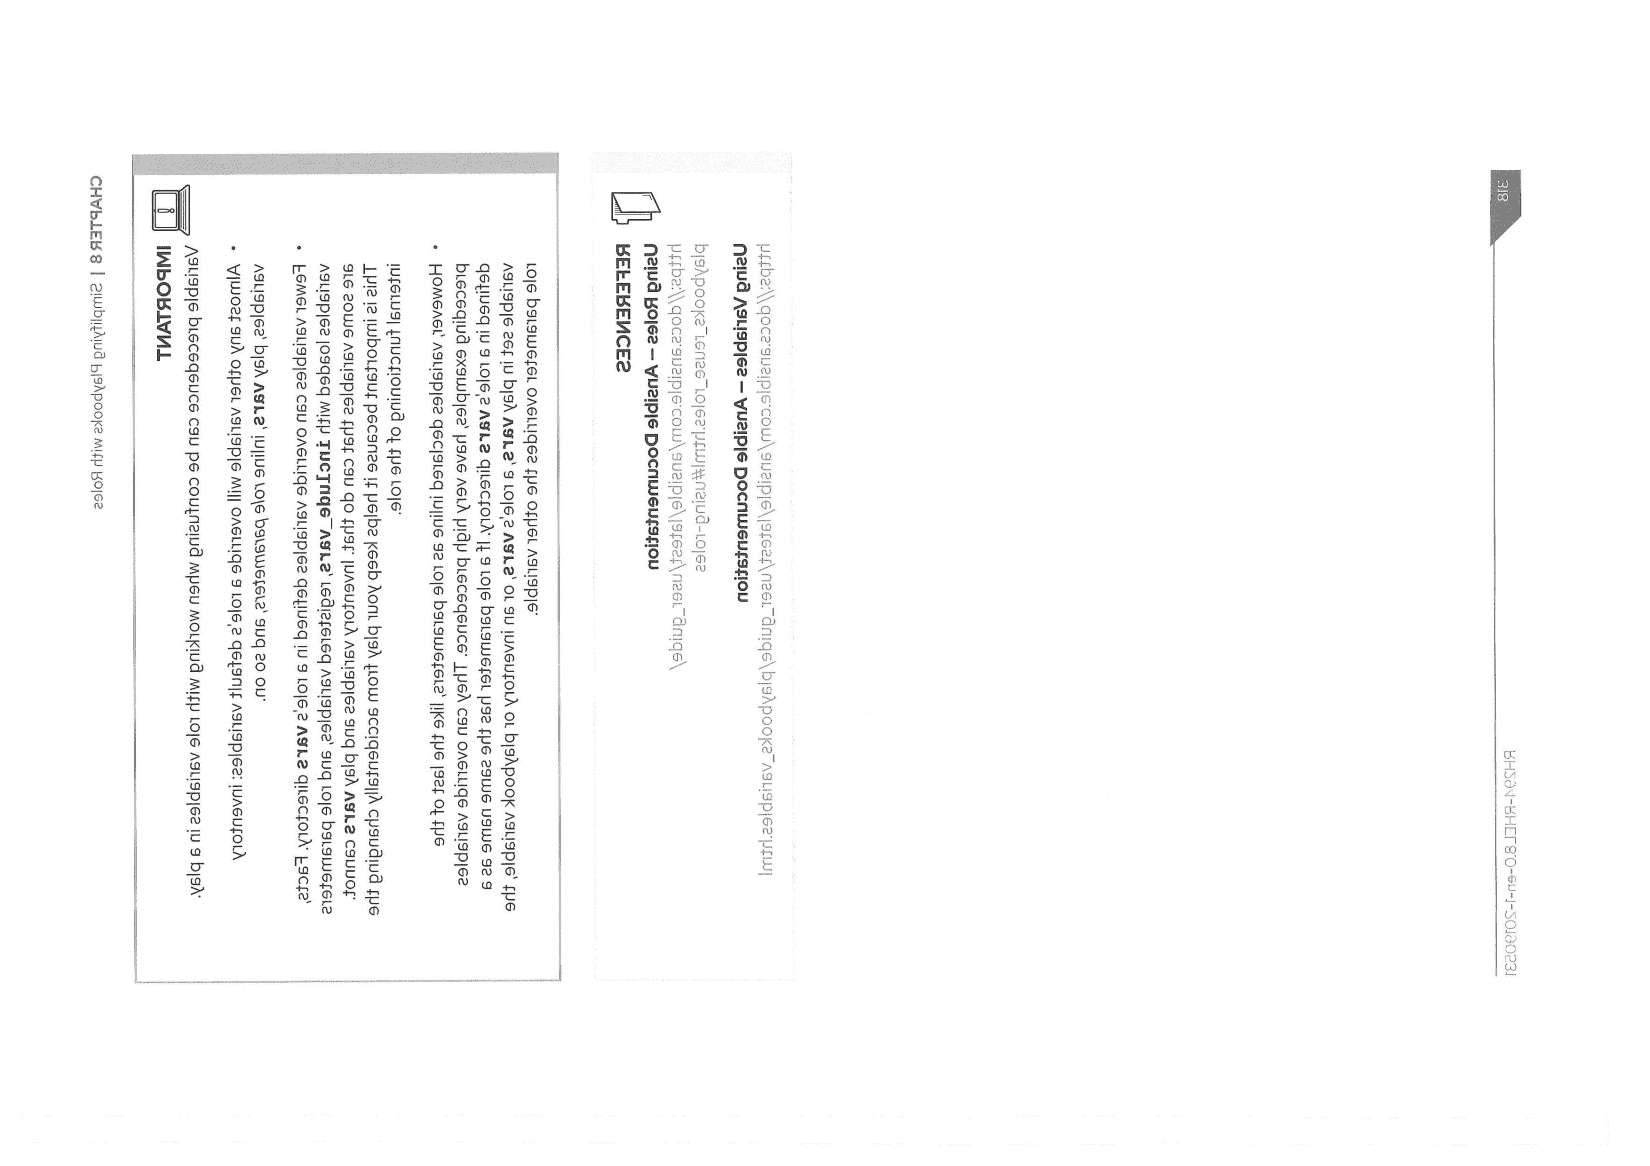 CHAPTER 8 | Simplifying Playbooks with Roles
IMPORTANT
Variable precedence can be confusing when working with role variables in a play.
• Almost any other variable will override a role's default variables: inventory
variables, play vars, inline role parameters, and so on.
• Fewer variables can override variables defined in a role's vars directory. Facts,
variables loaded with include_vars, registered variables, and role parameters
are some variables that can do that. Inventory variables and play vars cannot.
This is important because it helps keep your play from accidentally changing the
internal functioning of the role.
• However, variables declared inline as role parameters, like the last of the
preceding examples, have very high precedence. They can override variables
defined in a role's vars directory. If a role parameter has the same name as a
variable set in play vars, a role's vars, or an inventory or playbook variable, the
role parameter overrides the other variable.
REFERENCES
Using Roles — Ansible Documentation
https://docs.ansible.com/ansible/latest/user_guide/
playbooks_reuse_roles.html#using-roles
Using Variables — Ansible Documentation
https://docs.ansible.com/ansible/latest/user_guide/playbooks_variables.html
318
RH294-RHEL8.0-en-1-20190531